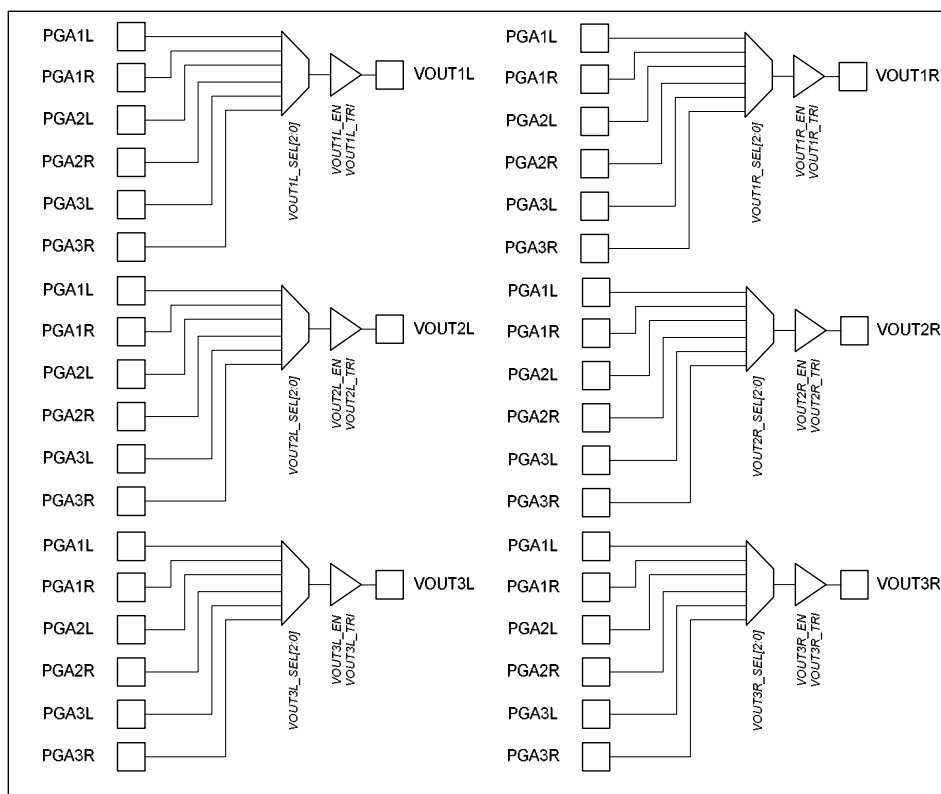 PGA1L
PGA1R
PGA2L
PGA2R
PGA3L
PGA3R
VOUT1L_SEL[2:0]
VOUT1L_EN
VOUT1L_TRI
VOUT1L
PGA1L
PGA1R
PGA2L
PGA2R
PGA3L
PGA3R
VOUT1R_SEL[2:0]
VOUT1R_EN
VOUT1R_TRI
VOUT1R
PGA1L
PGA1R
PGA2L
PGA2R
PGA3L
PGA3R
VOUT2L_SEL[2:0]
VOUT2L_EN
VOUT2L_TRI
VOUT2L
PGA1L
PGA1R
PGA2L
PGA2R
PGA3L
PGA3R
VOUT2R_SEL[2:0]
VOUT2R_EN
VOUT2R_TRI
VOUT2R
PGA1L
PGA1R
PGA2L
PGA2R
PGA3L
PGA3R
VOUT3L_SEL[2:0]
VOUT3L_EN
VOUT3L_TRI
VOUT3L
PGA1L
PGA1R
PGA2L
PGA2R
PGA3L
PGA3R
VOUT3R_SEL[2:0]
VOUT3R_EN
VOUT3R_TRI
VOUT3R